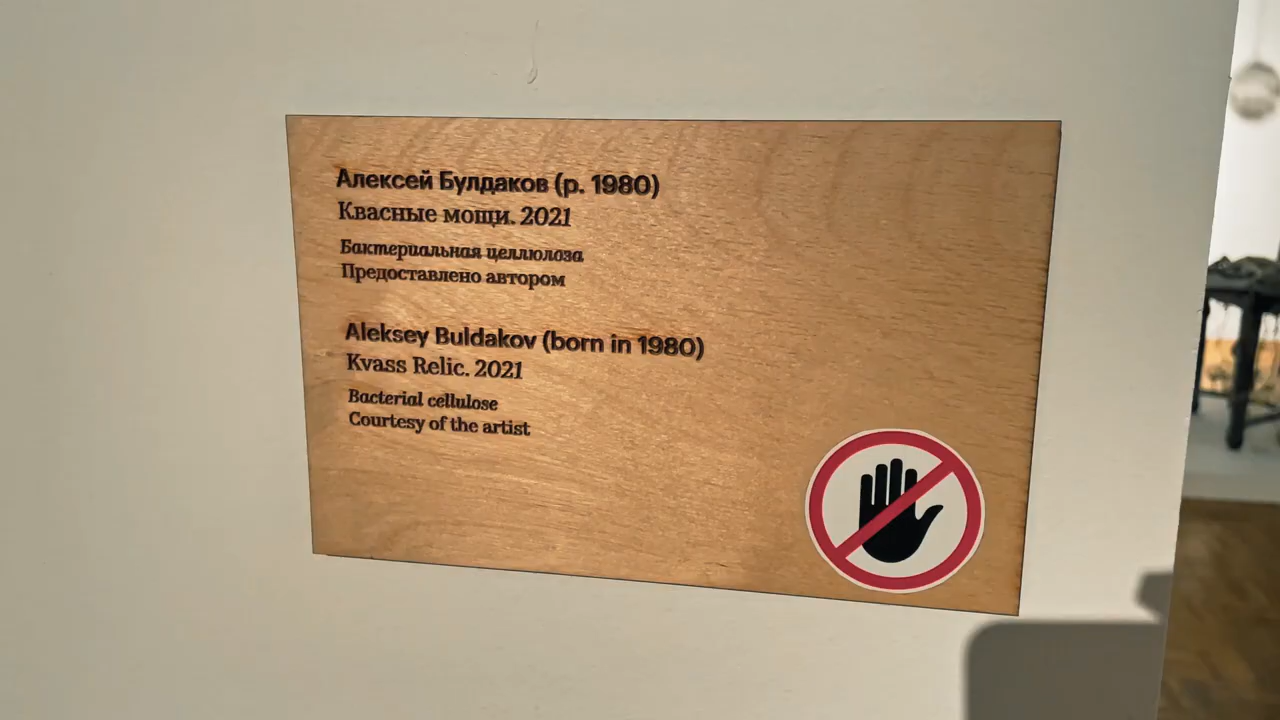 Алексей Булдаков (р. 1980)
Квасные мощи. 2021
Бактериальная целлюлоза
Предоставлено автором
Aleksey Buldakov (born in 1980)
Kvass Relic. 2021
Bacterial cellulose
Courtesy of the artist